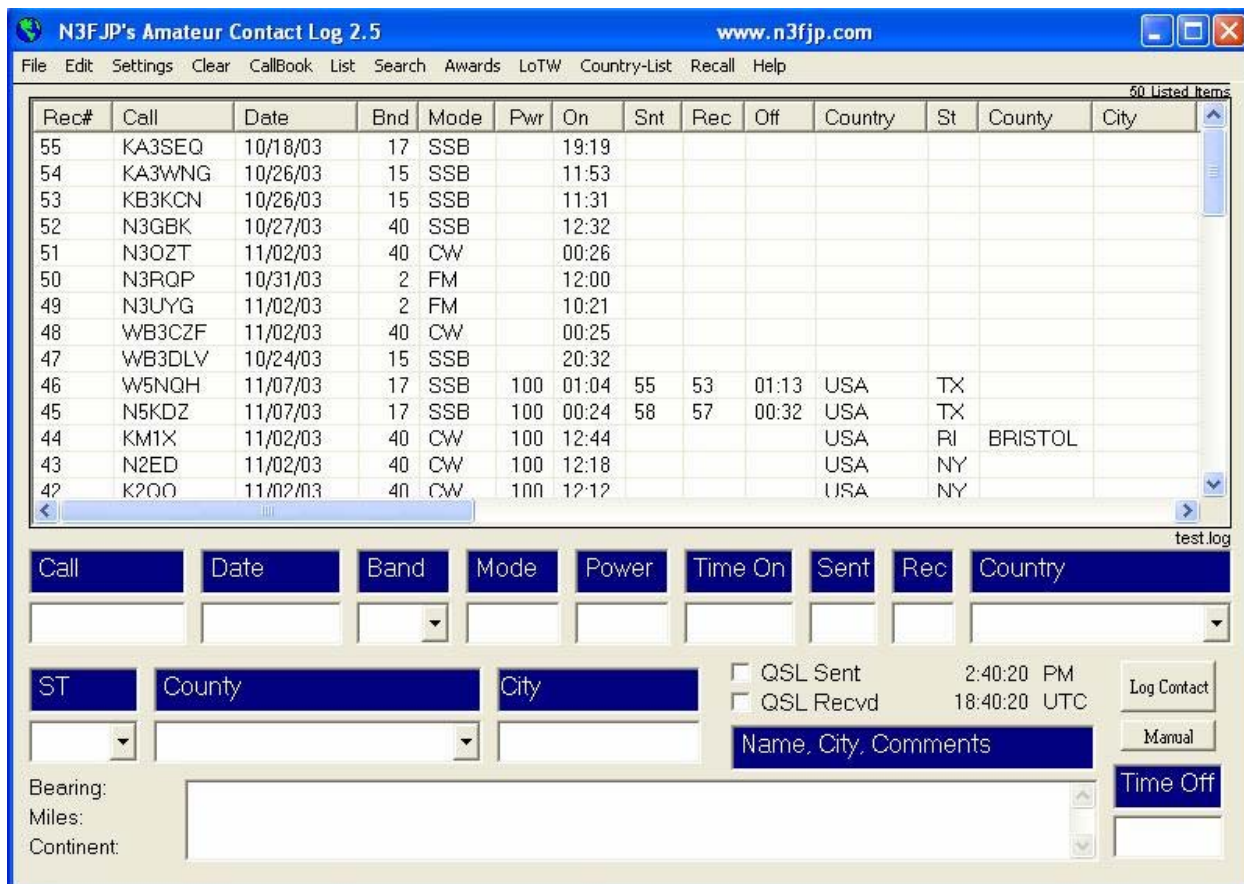 N3FJP's Amateur Contact Log 2.5 www.n3fjp.com
File Edit Settings Clear CallBook List Search Awards LoTW Country-List Recall Help
50 Listed Items
Rec# Call Date Bnd Mode Pwr On Snt Rec Off Country St County City
55 KA3SEQ 10/18/03 17 SSB 19:19
54 KA3WNG 10/26/03 15 SSB 11:53
53 KB3KCN 10/26/03 15 SSB 11:31
52 N3GBK 10/27/03 40 SSB 12:32
51 N3OZT 11/02/03 40 CW 00:26
50 N3RQP 10/31/03 2 FM 12:00
49 N3UYG 11/02/03 2 FM 10:21
48 WB3CZF 11/02/03 40 CW 00:25
47 WB3DLV 10/24/03 15 SSB 20:32
46 W5NQH 11/07/03 17 SSB 100 01:04 55 53 01:13 USA TX
45 N5KDZ 11/07/03 17 SSB 100 00:24 58 57 00:32 USA TX
44 KM1X 11/02/03 40 CW 100 12:44 USA RI BRISTOL
43 N2ED 11/02/03 40 CW 100 12:18 USA NY
42 11/02/03 40 CW 100 12:12 USA NY
test.log
Call Date Band Mode Power Time On Sent Rec Country
ST County City
QSL Sent 2:40:20 PM
QSL Recvd 18:40:20 UTC
Log Contact
Manual
Name, City, Comments
Time Off
Bearing:
Miles:
Continent: